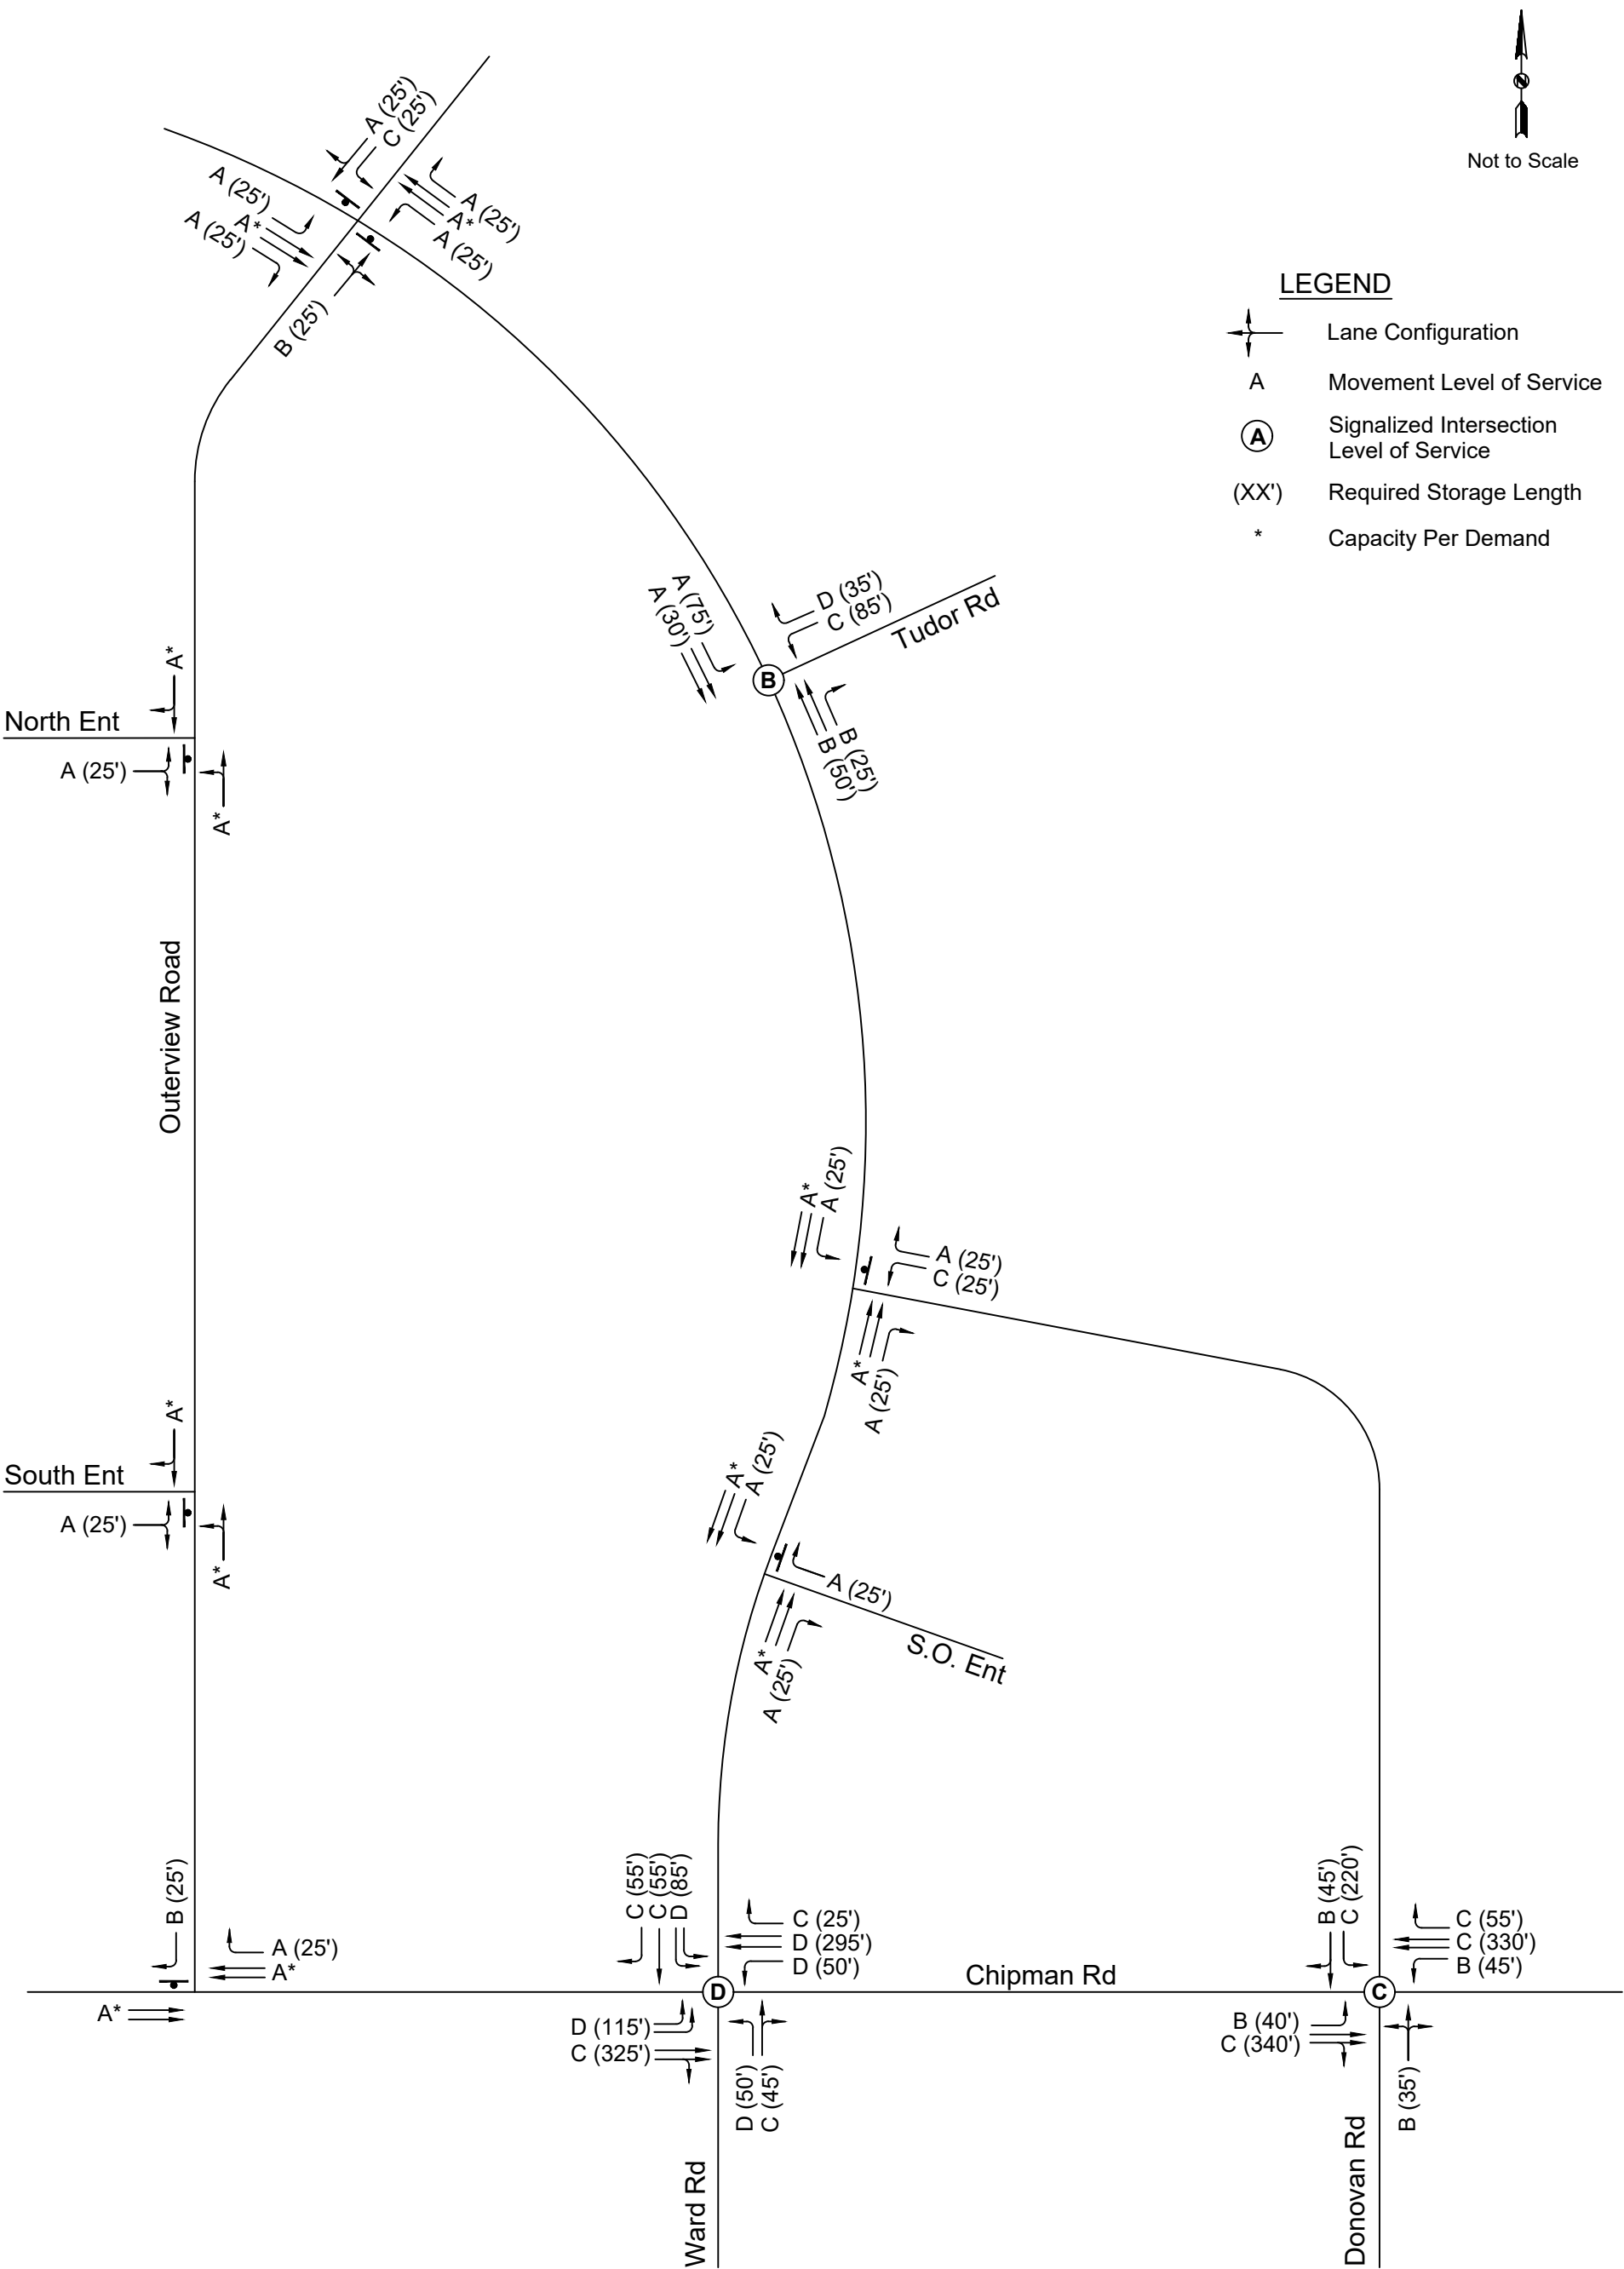 N
Not to Scale
LEGEND
Lane Configuration
A Movement Level of Service
A Signalized Intersection
Level of Service
(XX') Required Storage Length
* Capacity Per Demand
A (25')
C (25')
A (25')
A*
A (25')
A (25')
A*
A (25')
B (25')
A (75')
A (30')
D (35')
C (85')
Tudor Rd
B
B (25')
B (50')
A*
North Ent
A (25')
A*
Outerview Road
A*
A (25')
A (25')
C (25')
A*
A (25')
A*
South Ent
A (25')
A*
A*
A (25')
A (25')
S.O. Ent
A*
A (25')
B (25')
A (25')
A*
A*
C (55')
C (55')
D (85')
C (25')
D (295')
D (50')
D
D (115')
C (325')
D (50')
C (45')
Ward Rd
Chipman Rd
B (45')
C (220')
C (55')
C (330')
B (45')
C
B (40')
C (340')
B (35')
Donovan Rd